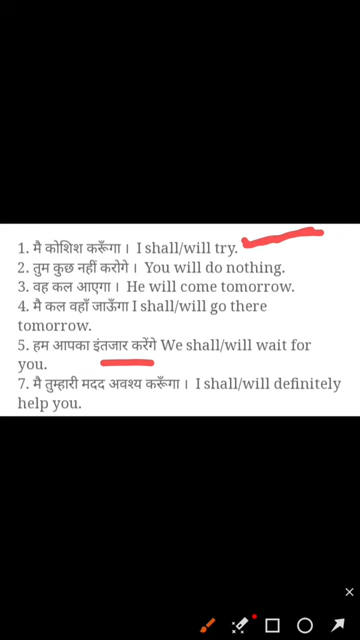 1. मै कोशिश करूँगा ।  I shall/will try.
2. तुम कुछ नहीं करोगे ।  You will do nothing.
3. वह कल आएगा ।  He will come tomorrow.
4. मै कल वहाँ जाऊँगा I shall/will go there
tomorrow.
5. हम आपका इंतजार करेंगे We shall/will wait for
you.
7. मै तुम्हारी मदद अवश्य करूँगा ।  I shall/will definitely
help you.